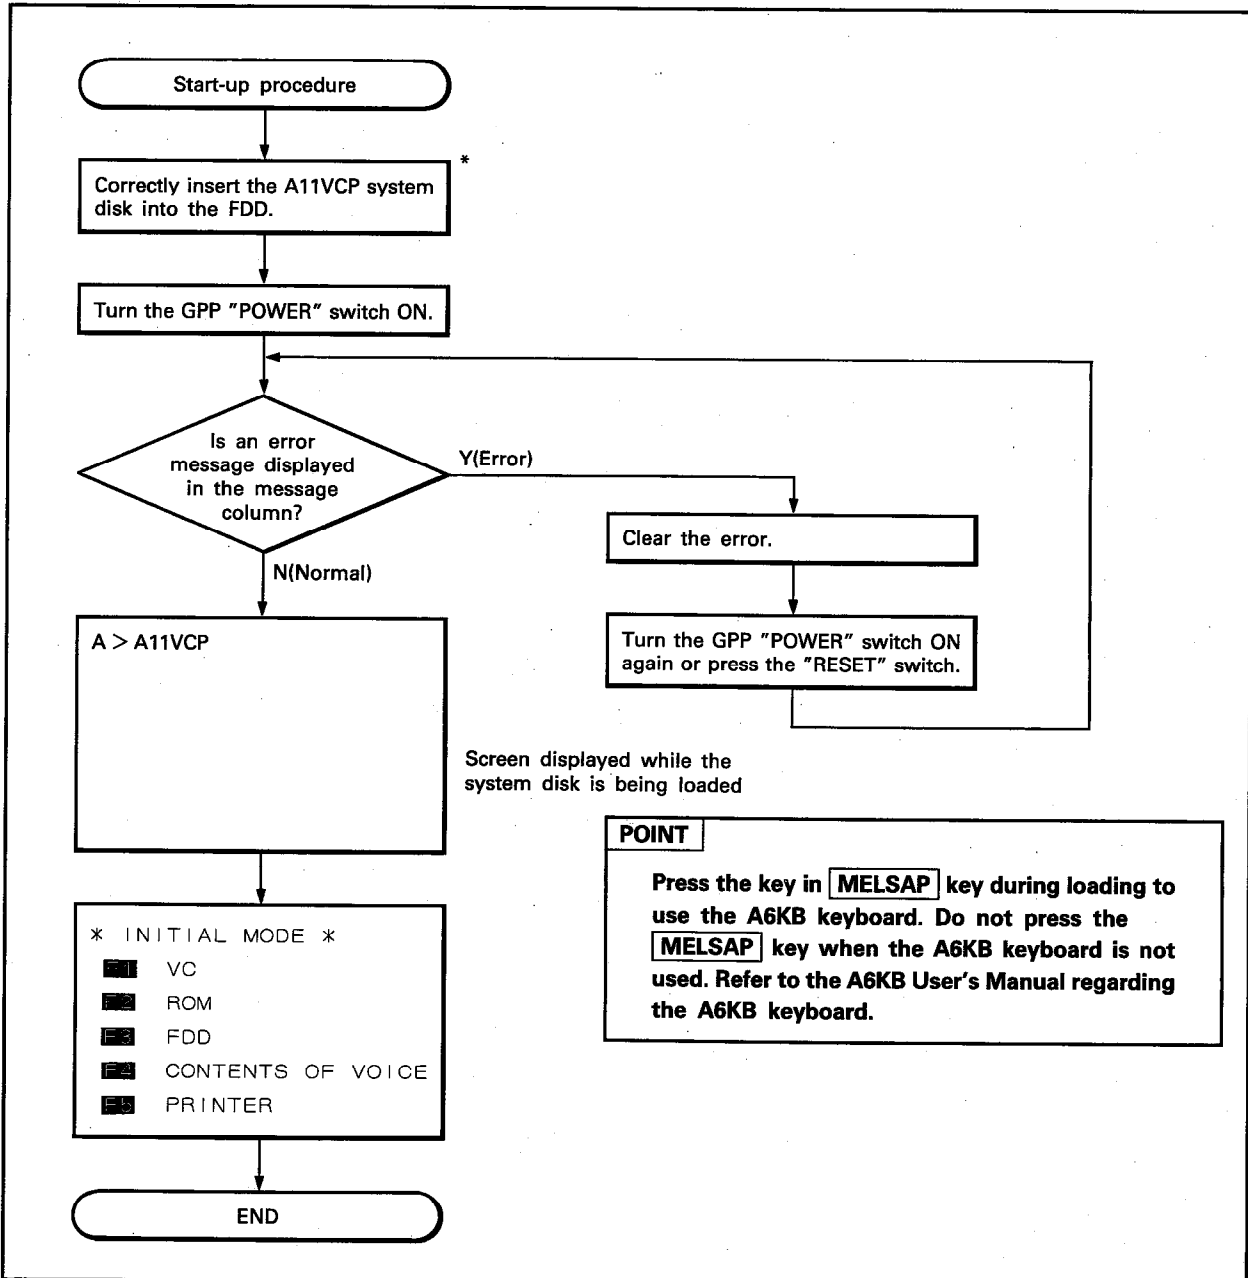 Start-up procedure
*
Correctly insert the A11VCP system
disk into the FDD.
Turn the GPP "POWER" switch ON.
Is an error
message displayed
in the message
column?
Y(Error)
N(Normal)
Clear the error.
Turn the GPP "POWER" switch ON
again or press the "RESET" switch.
A > A11VCP
Screen displayed while the
system disk is being loaded
POINT
Press the key in MELSAP key during loading to
use the A6KB keyboard. Do not press the
MELSAP key when the A6KB keyboard is not
used. Refer to the A6KB User's Manual regarding
the A6KB keyboard.
* INITIAL MODE *
F1 VC
F2 ROM
F3 FDD
F4 CONTENTS OF VOICE
F5 PRINTER
END